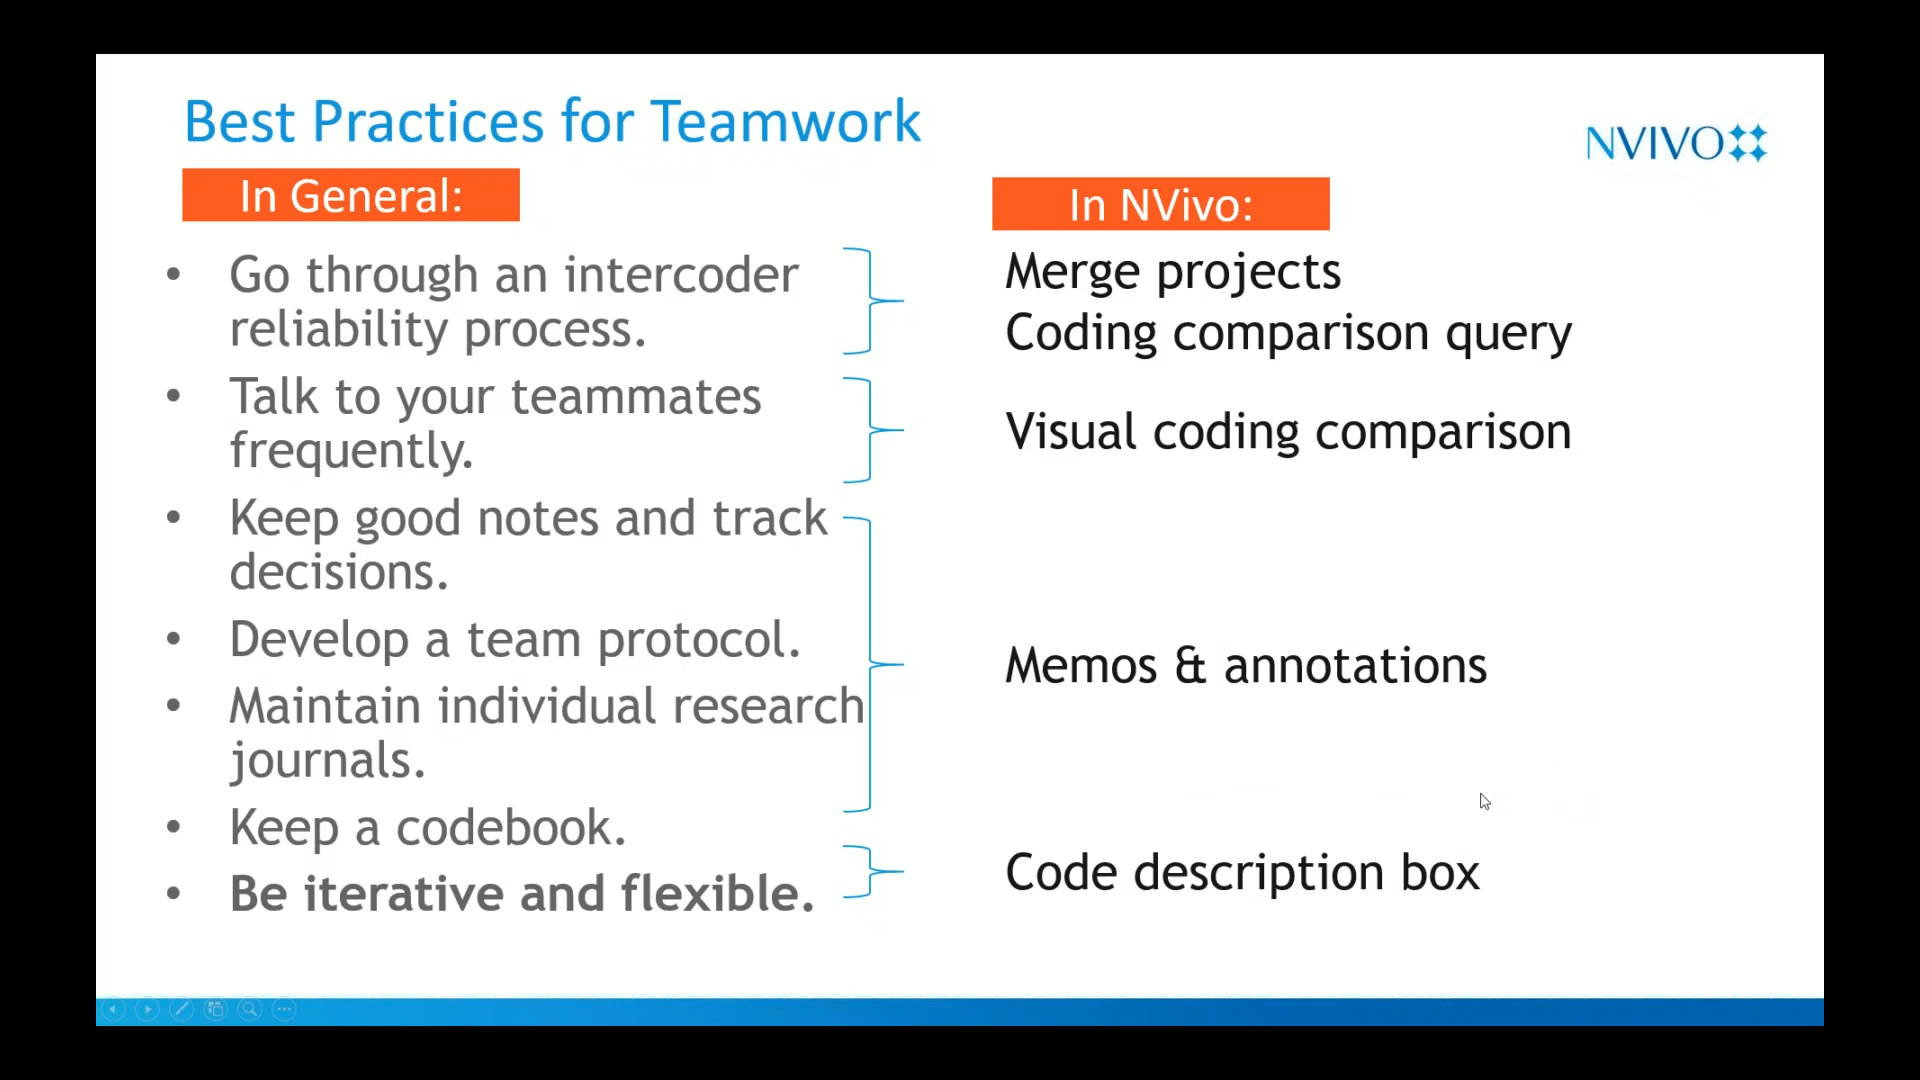 Best Practices for Teamwork
NVIVO
In General:
• Go through an intercoder
reliability process.
• Talk to your teammates
frequently.
• Keep good notes and track
decisions.
• Develop a team protocol.
• Maintain individual research
journals.
• Keep a codebook.
• Be iterative and flexible.
In NVivo:
Merge projects
Coding comparison query
Visual coding comparison
Memos & annotations
Code description box